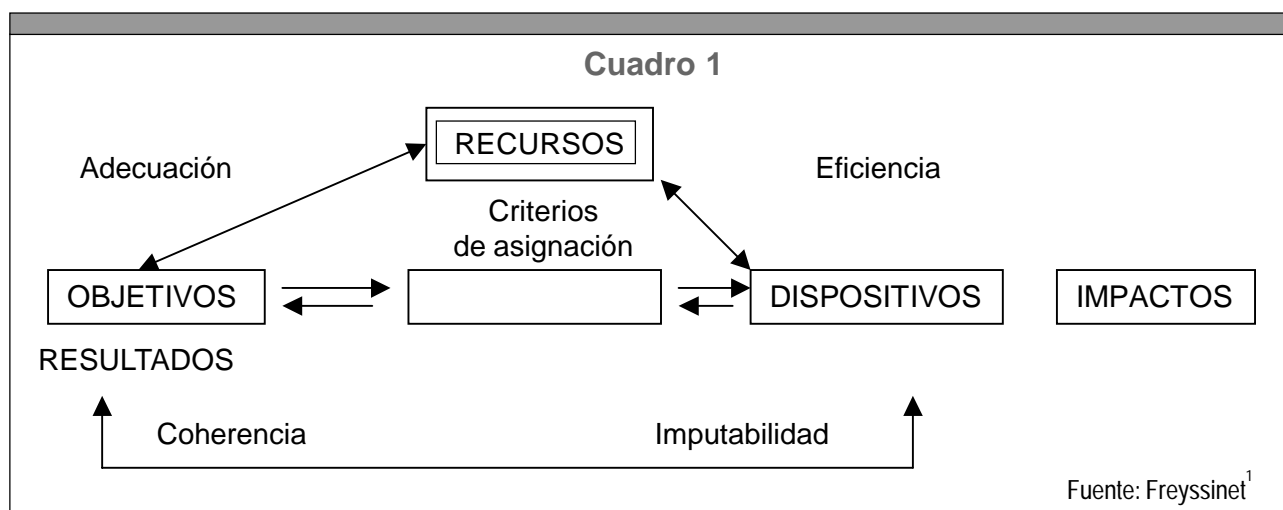 Cuadro 1
RECURSOS
Adecuación
Eficiencia
Criterios
de asignación
OBJETIVOS
DISPOSITIVOS
IMPACTOS
RESULTADOS
Coherencia
Imputabilidad
Fuente: Freyssinet1